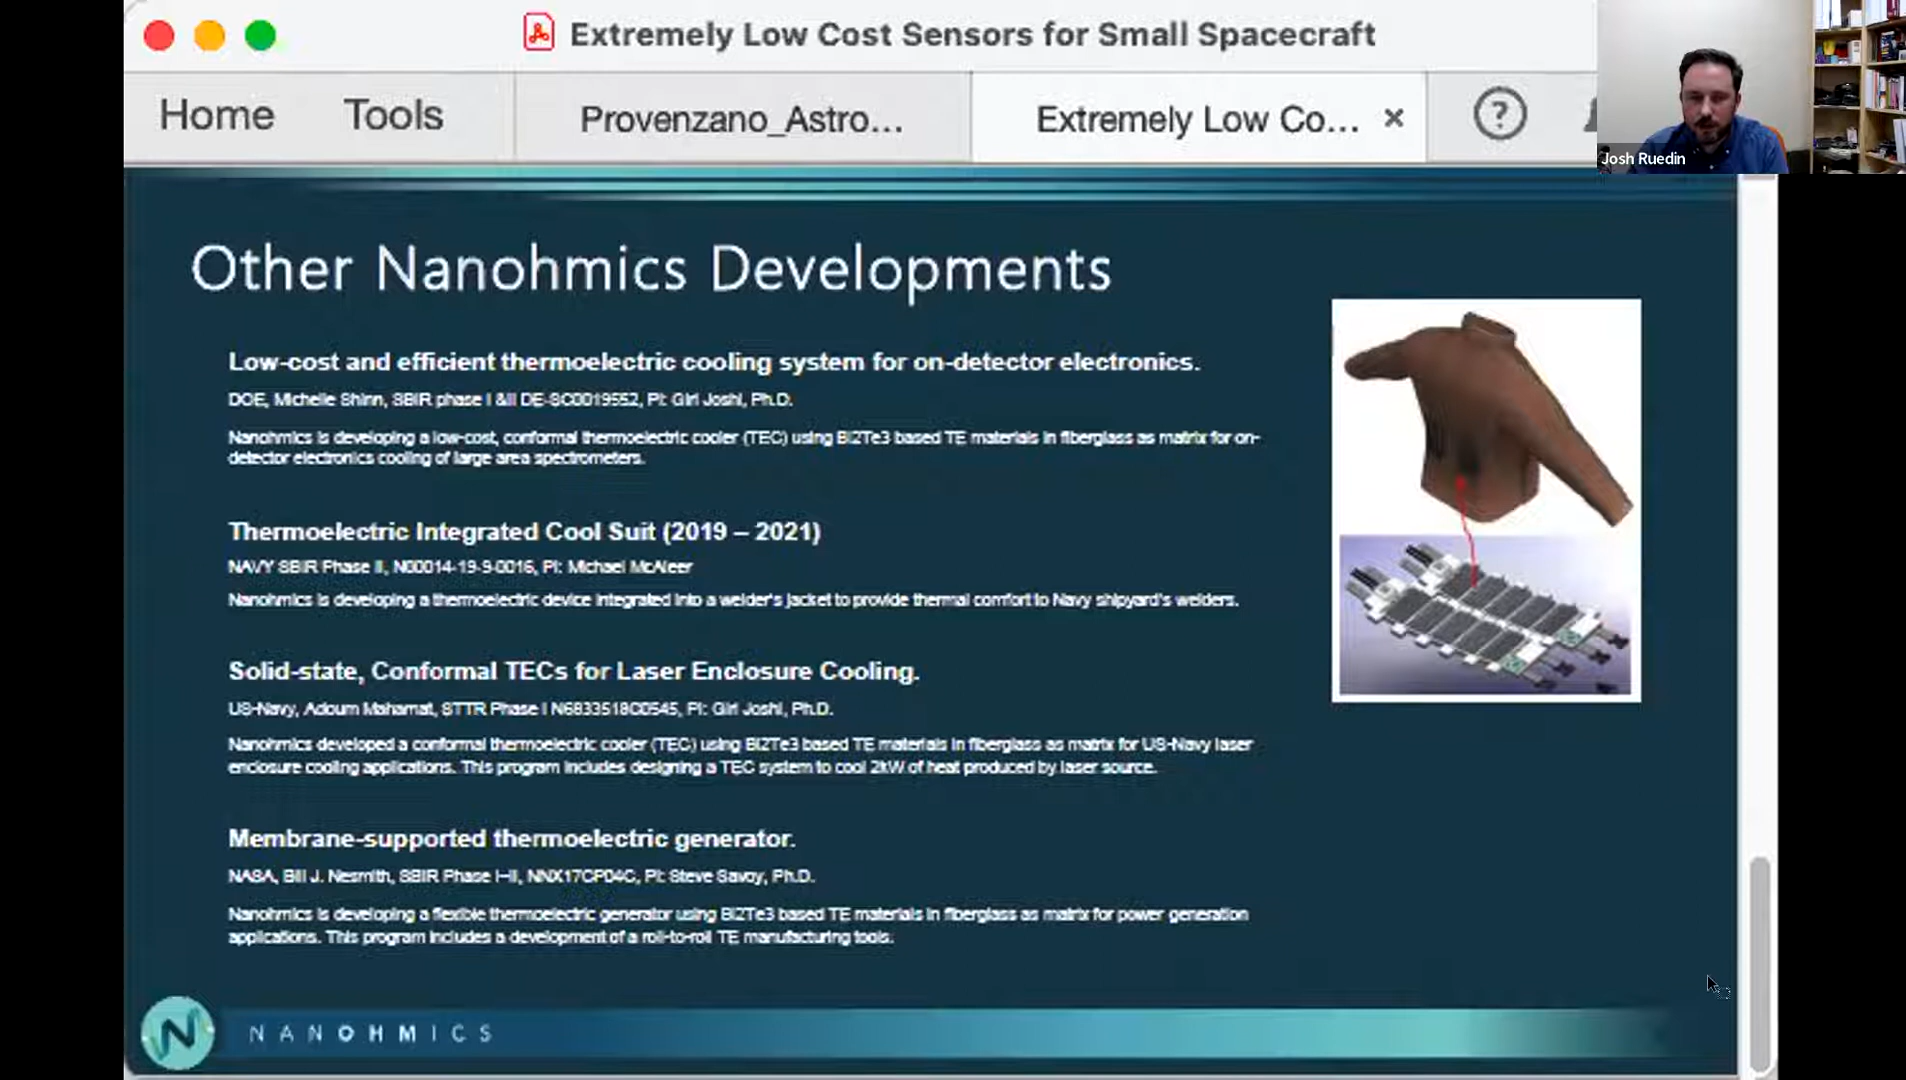 Extremely Low Cost Sensors for Small Spacecraft
Home
Tools
Provenzano_Astro...
Extremely Low Co...
Josh Ruedin
Other Nanohmics Developments
Low-cost and efficient thermoelectric cooling system for on-detector electronics.
DOE, Michelle Shinn, SBIR phase I &II DE-SC0019552, PI: Giri Joshi, Ph.D.
Nanohmics is developing a low-cost, conformal thermoelectric cooler (TEC) using Bi2Te3 based TE materials in fiberglass as matrix for on-
detector electronics cooling of large area spectrometers.
Thermoelectric Integrated Cool Suit (2019 – 2021)
NAVY SBIR Phase II, N00014-19-9-0016, PI: Michael McAleer
Nanohmics is developing a thermoelectric device integrated into a welder's jacket to provide thermal comfort to Navy shipyard's welders.
Solid-state, Conformal TECs for Laser Enclosure Cooling.
US-Navy, Adoum Mahamat, STTR Phase I N6833518C0545, PI: Giri Joshi, Ph.D.
Nanohmics developed a conformal thermoelectric cooler (TEC) using Bi2Te3 based TE materials in fiberglass as matrix for US-Navy laser
enclosure cooling applications. This program includes designing a TEC system to cool 2kW of heat produced by laser source.
Membrane-supported thermoelectric generator.
NASA, Bill J. Nesmith, SBIR Phase I-II, NNX17CP04C, PI: Steve Savoy, Ph.D.
Nanohmics is developing a flexible thermoelectric generator using Bi2Te3 based TE materials in fiberglass as matrix for power generation
applications. This program includes a development of a roll-to-roll TE manufacturing tools.
N NANOHMICS